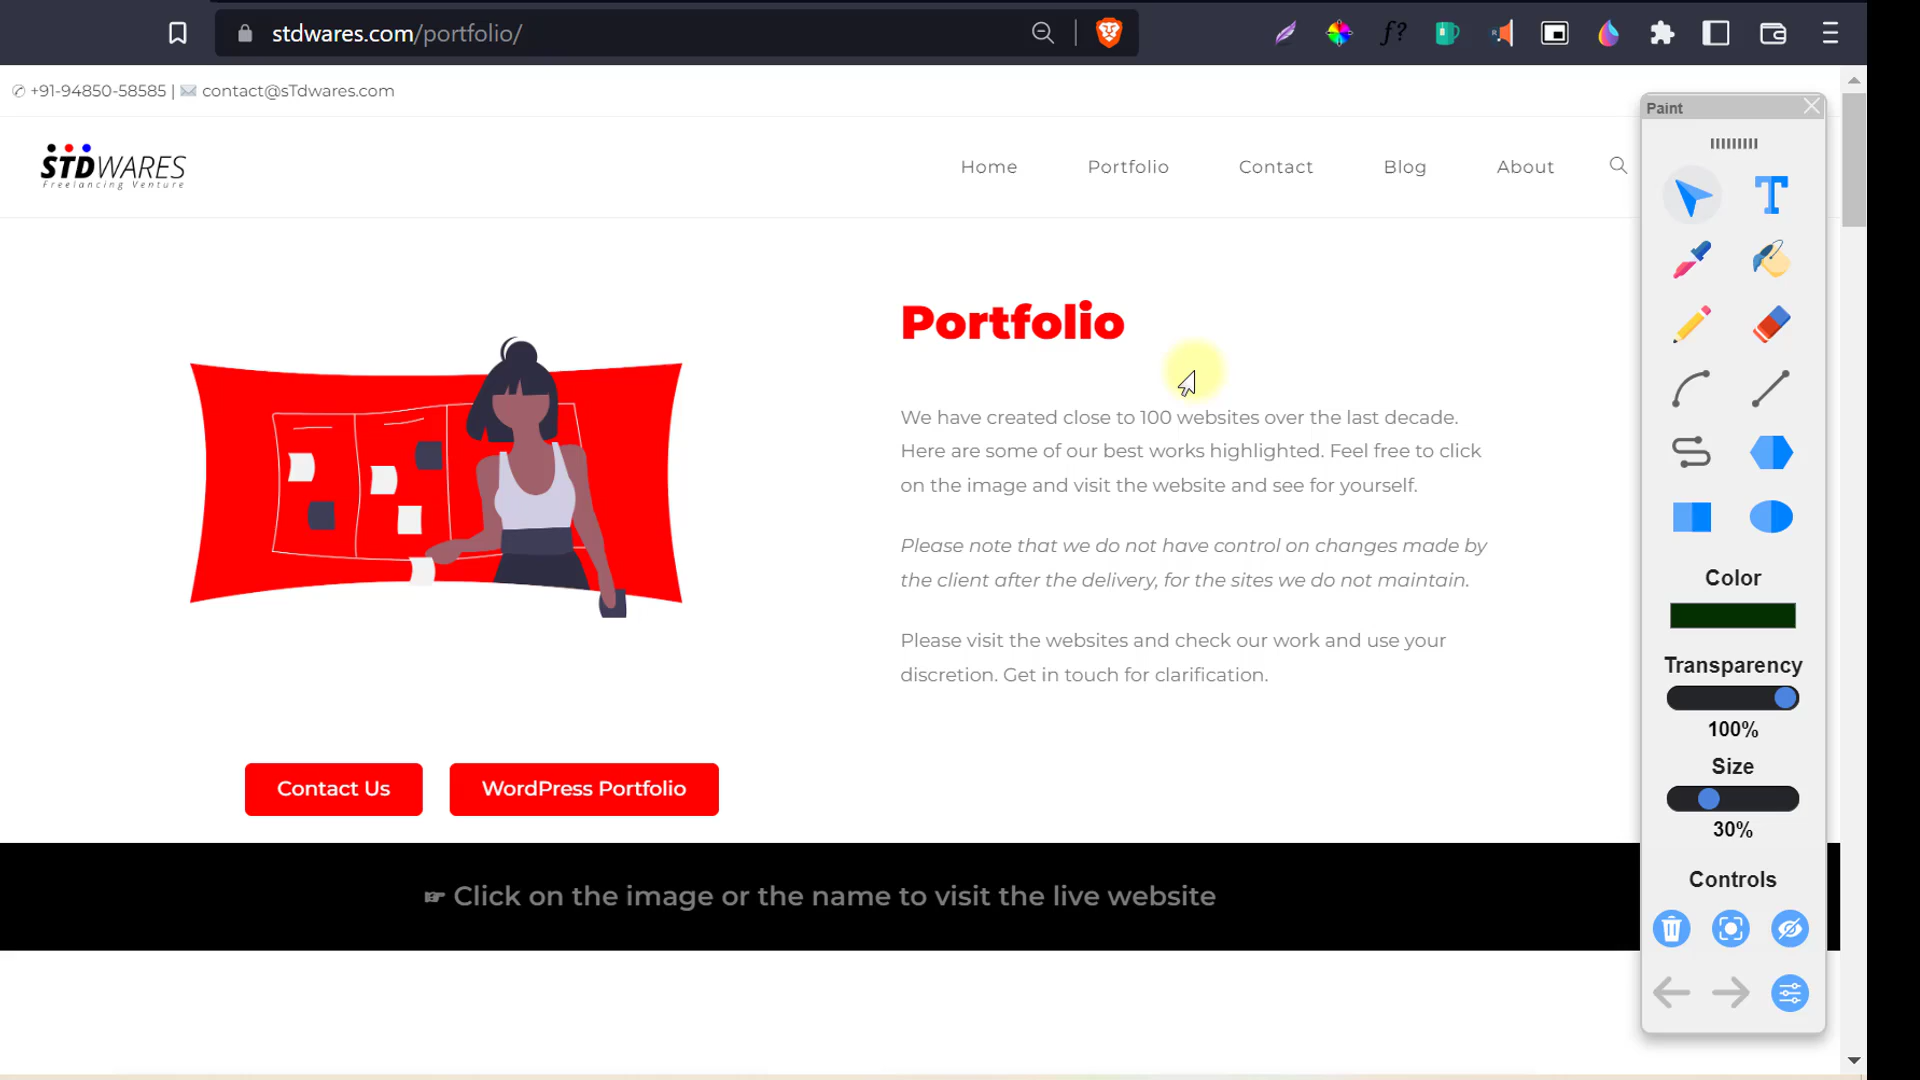 stdwares.com/portfolio/
✆ +91-94850-58585 | ✉ contact@sTdwares.com
STDWARES
Freelancing Venture
Home
Portfolio
Contact
Blog
About
Portfolio
We have created close to 100 websites over the last decade.
Here are some of our best works highlighted. Feel free to click
on the image and visit the website and see for yourself.
Please note that we do not have control on changes made by
the client after the delivery, for the sites we do not maintain.
Please visit the websites and check our work and use your
discretion. Get in touch for clarification.
Contact Us
WordPress Portfolio
☛ Click on the image or the name to visit the live website
Paint
T
Color
Transparency
100%
Size
30%
Controls
f?